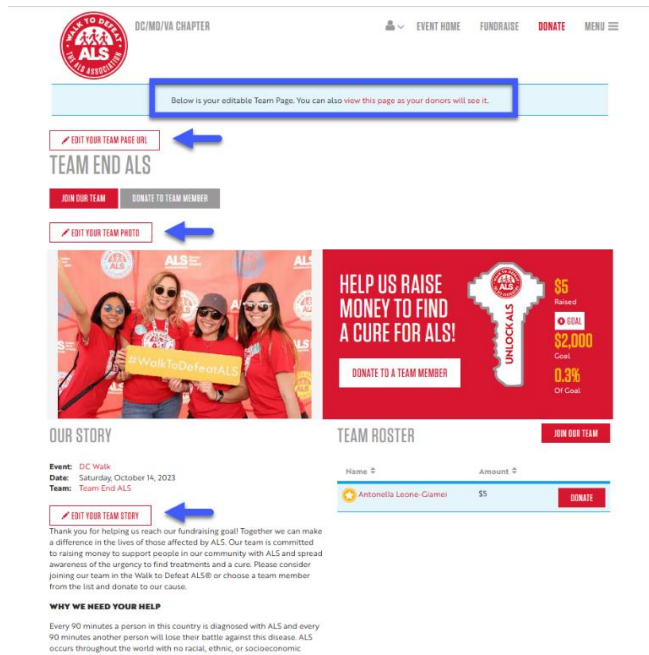 WALK TO DEFEAT
ALS
THE ALS ASSOCIATION
DC/MD/VA CHAPTER
EVENT HOME
FUNDRAISE
DONATE
MENU
Below is your editable Team Page. You can also view this page as your donors will see it.
EDIT YOUR TEAM PAGE URL
TEAM END ALS
JOIN OUR TEAM
DONATE TO TEAM MEMBER
EDIT YOUR TEAM PHOTO
ALS
ALS
#WalkToDefeatALS
HELP US RAISE
MONEY TO FIND
A CURE FOR ALS!
DONATE TO A TEAM MEMBER
ALS
UNLOCK ALS
$5
Raised
GOAL
$2,000
Goal
0.3%
Of Goal
OUR STORY
Event: DC Walk
Date: Saturday, October 14, 2023
Team: Team End ALS
EDIT YOUR TEAM STORY
Thank you for helping us reach our fundraising goal! Together we can make
a difference in the lives of those affected by ALS. Our team is committed
to raising money to support people in our community with ALS and spread
awareness of the urgency to find treatments and a cure. Please consider
joining our team in the Walk to Defeat ALS® or choose a team member
from the list and donate to our cause.
WHY WE NEED YOUR HELP
Every 90 minutes a person in this country is diagnosed with ALS and every
90 minutes another person will lose their battle against this disease. ALS
occurs throughout the world with no racial, ethnic, or socioeconomic
TEAM ROSTER
JOIN OUR TEAM
Name
Amount
Antonella Leone-Giamei
$5
DONATE